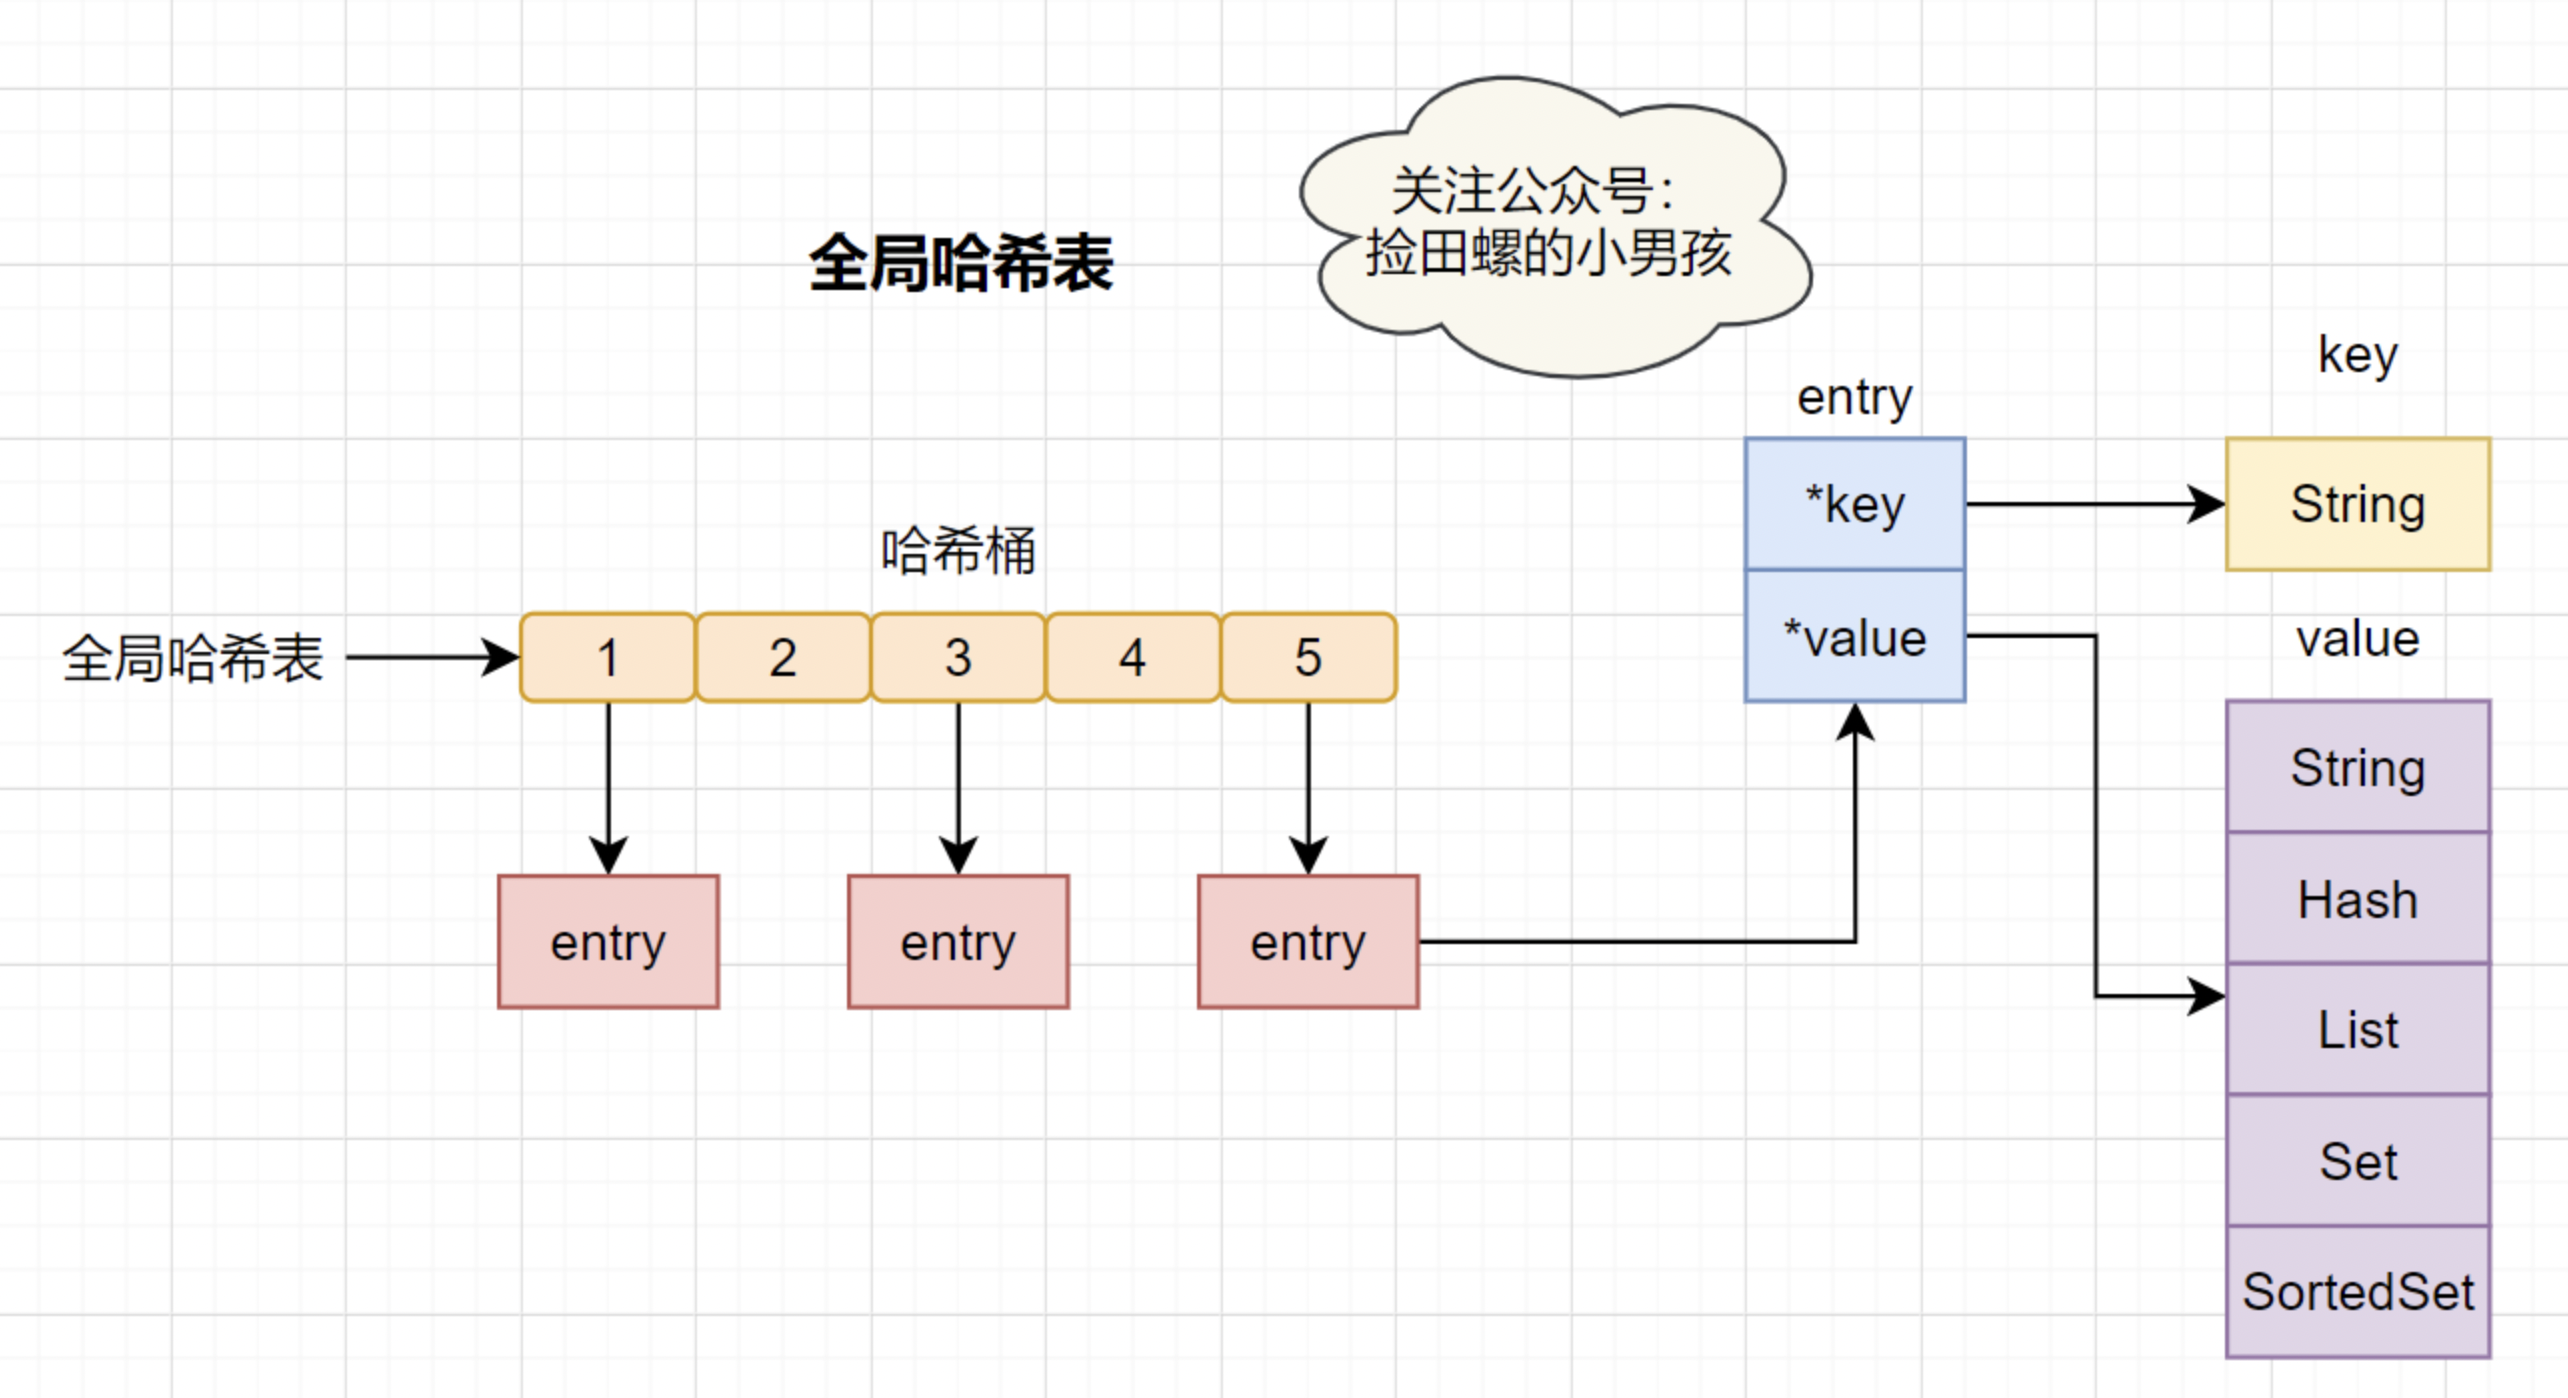 关注公众号：
捡田螺的小男孩
全局哈希表
key
entry
*key
String
哈希桶
全局哈希表
1
2
3
4
5
*value
value
String
Hash
entry
entry
entry
List
Set
SortedSet